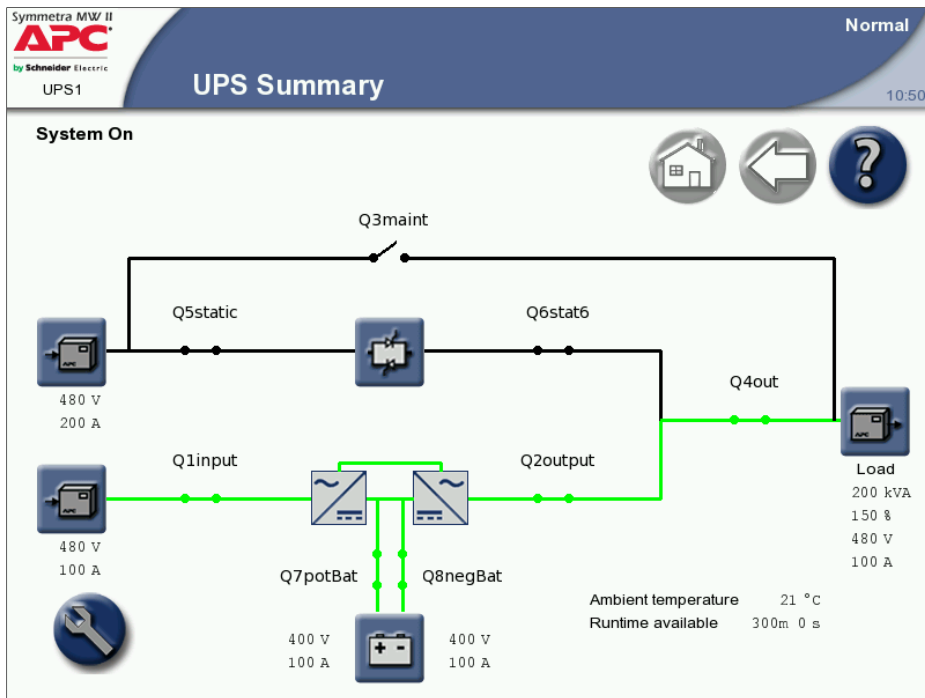 Symmetra MW II
APC
by Schneider Electric
UPS1
UPS Summary
Normal
10:50
System On
Q3maint
Q5static
Q6stat6
480 V
200 A
Q4out
Q1input
Q2output
Load
200 kVA
150 %
480 V
100 A
480 V
100 A
Q7potBat
Q8negBat
400 V
100 A
400 V
100 A
Ambient temperature 21 °C
Runtime available 300m 0 s